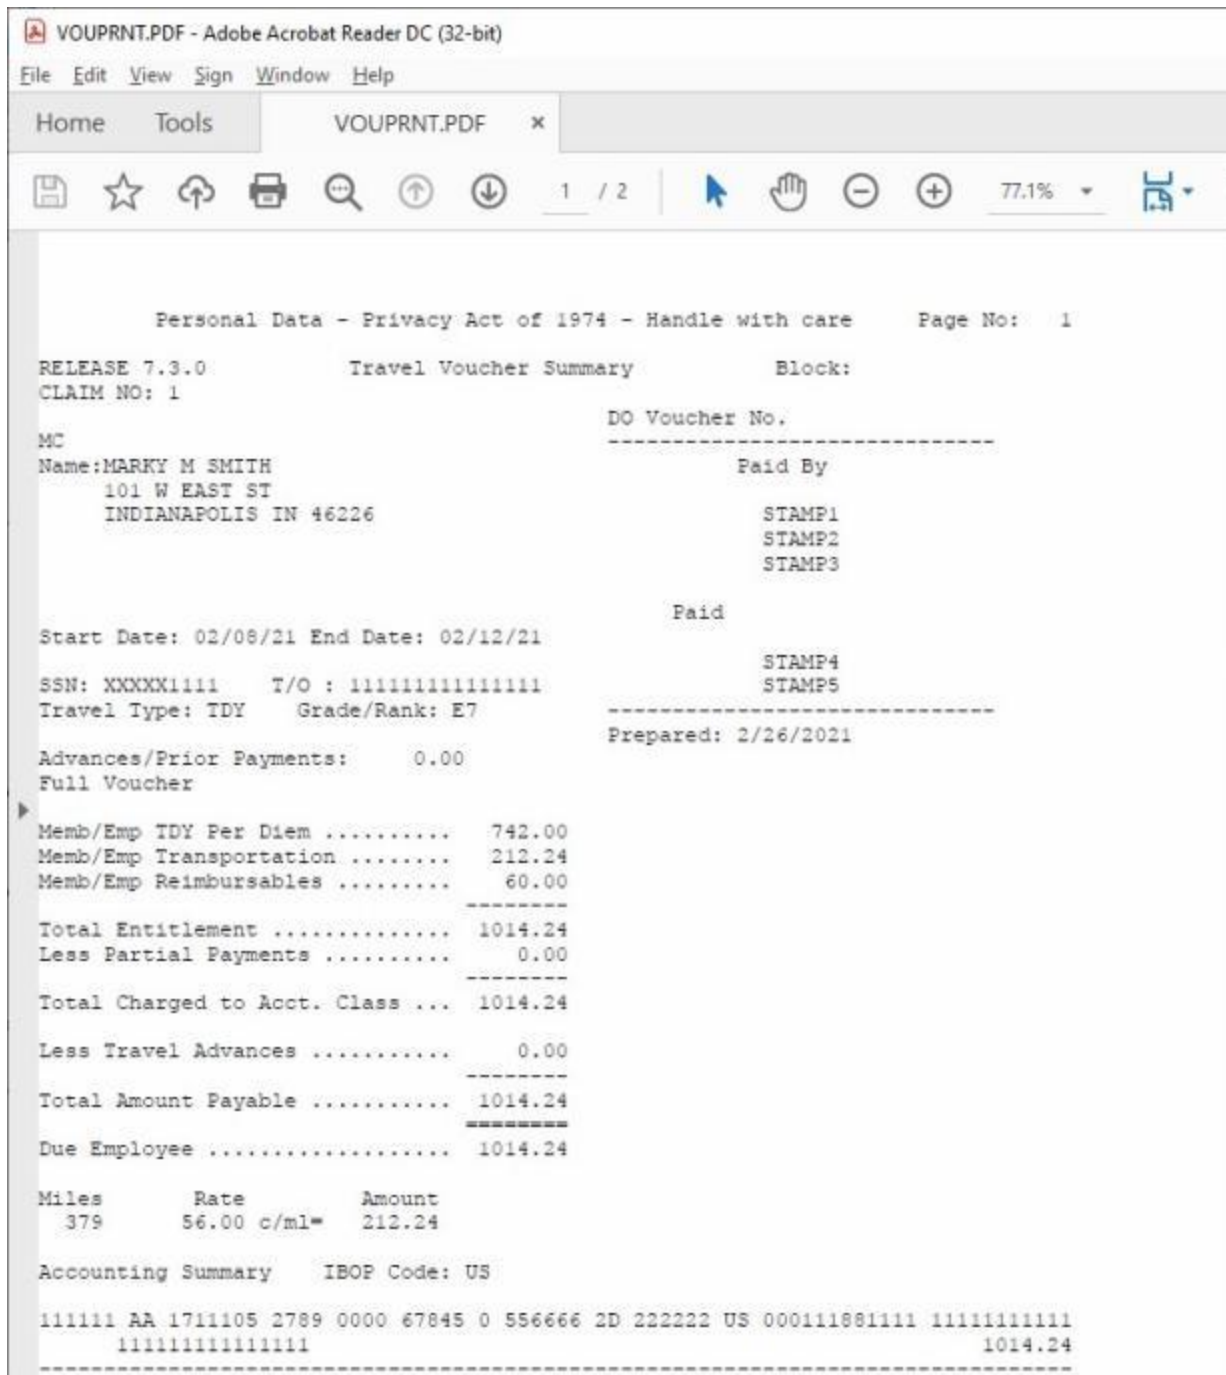 VOUPRNT.PDF - Adobe Acrobat Reader DC (32-bit)
File Edit View Sign Window Help
Home Tools VOUPRNT.PDF ×
1 / 2 77.1%
Personal Data - Privacy Act of 1974 - Handle with care Page No: 1
RELEASE 7.3.0 Travel Voucher Summary Block:
CLAIM NO: 1
DO Voucher No.
MC ------------------------------
Name:MARKY M SMITH Paid By
101 W EAST ST
INDIANAPOLIS IN 46226 STAMP1
STAMP2
STAMP3
Paid
Start Date: 02/08/21 End Date: 02/12/21
STAMP4
SSN: XXXXX1111 T/O : 111111111111111 STAMP5
Travel Type: TDY Grade/Rank: E7 ------------------------------
Prepared: 2/26/2021
Advances/Prior Payments: 0.00
Full Voucher
Memb/Emp TDY Per Diem .......... 742.00
Memb/Emp Transportation ........ 212.24
Memb/Emp Reimbursables ......... 60.00
--------
Total Entitlement .............. 1014.24
Less Partial Payments .......... 0.00
--------
Total Charged to Acct. Class ... 1014.24
Less Travel Advances ........... 0.00
--------
Total Amount Payable ........... 1014.24
========
Due Employee ................... 1014.24
Miles Rate Amount
379 56.00 c/ml= 212.24
Accounting Summary IBOP Code: US
111111 AA 1711105 2789 0000 67845 0 556666 2D 222222 US 000111881111 11111111111
111111111111111 1014.24
--------------------------------------------------------------------------------